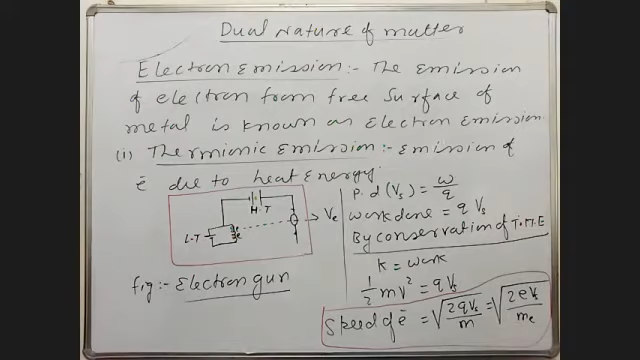 Dual Nature of matter
Electron Emission :- The Emission
of electron from free surface of
metal is known as Electron Emission.
(i) Thermionic Emission :- Emission of
ē due to heat Energy.
H.T
L.T
e
Ve
fig :- Electron gun
P.d (Vs) = w/q
work done = q Vs
By conservation of T.M.E
K = work
1/2 mv² = qVs
Speed of ē = √(2qVs/m) = √(2eVs/me)